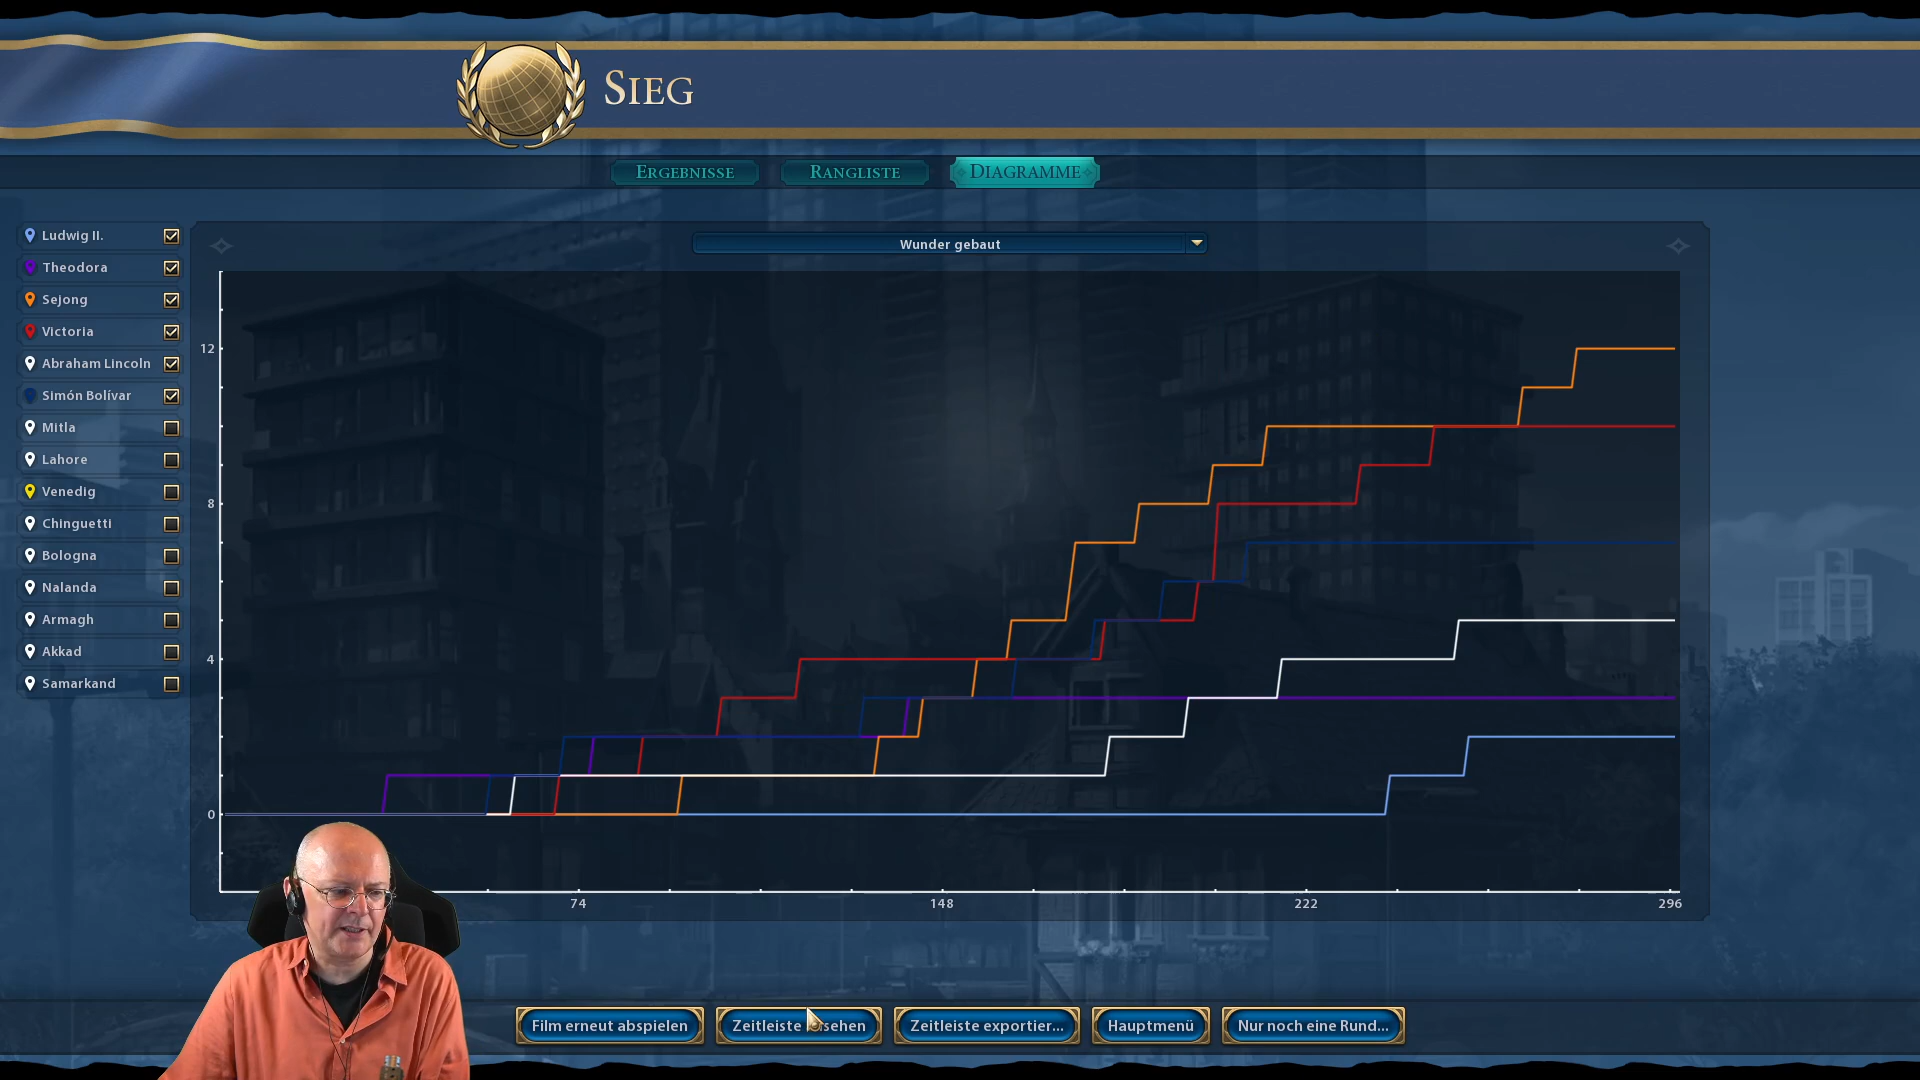 SIEG
ERGEBNISSE
RANGLISTE
DIAGRAMME
Ludwig II.
Theodora
Sejong
Victoria
Abraham Lincoln
Simón Bolívar
Mitla
Lahore
Venedig
Chinguetti
Bologna
Nalanda
Armagh
Akkad
Samarkand
Wunder gebaut
12
8
4
0
74
148
222
296
Film erneut abspielen
Zeitleiste
Zeitleiste exportier...
Hauptmenü
Nur noch eine Rund...